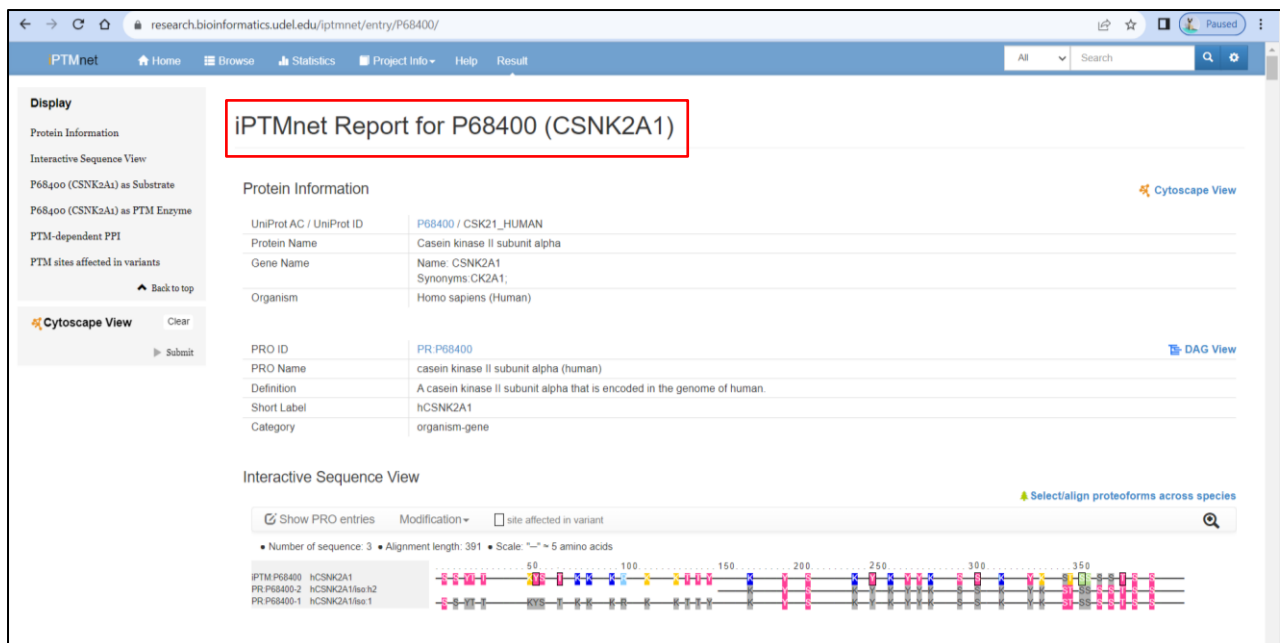 research.bioinformatics.udel.edu/iptmnet/entry/P68400/
Paused
iPTMnet
Home
Browse
Statistics
Project Info
Help
Result
All
Search
Display
Protein Information
Interactive Sequence View
P68400 (CSNK2A1) as Substrate
P68400 (CSNK2A1) as PTM Enzyme
PTM-dependent PPI
PTM sites affected in variants
Back to top
Cytoscape View
Clear
Submit
iPTMnet Report for P68400 (CSNK2A1)
Protein Information
Cytoscape View
UniProt AC / UniProt ID P68400 / CSK21_HUMAN
Protein Name Casein kinase II subunit alpha
Gene Name Name: CSNK2A1
Synonyms:CK2A1;
Organism Homo sapiens (Human)
PRO ID PR:P68400
DAG View
PRO Name casein kinase II subunit alpha (human)
Definition A casein kinase II subunit alpha that is encoded in the genome of human.
Short Label hCSNK2A1
Category organism-gene
Interactive Sequence View
Select/align proteoforms across species
Show PRO entries Modification site affected in variant
• Number of sequence: 3 • Alignment length: 391 • Scale: "–" ~ 5 amino acids
50 100 150 200 250 300 350
iPTM:P68400 hCSNK2A1
PR:P68400-2 hCSNK2A1/iso:h2
PR:P68400-1 hCSNK2A1/iso:1